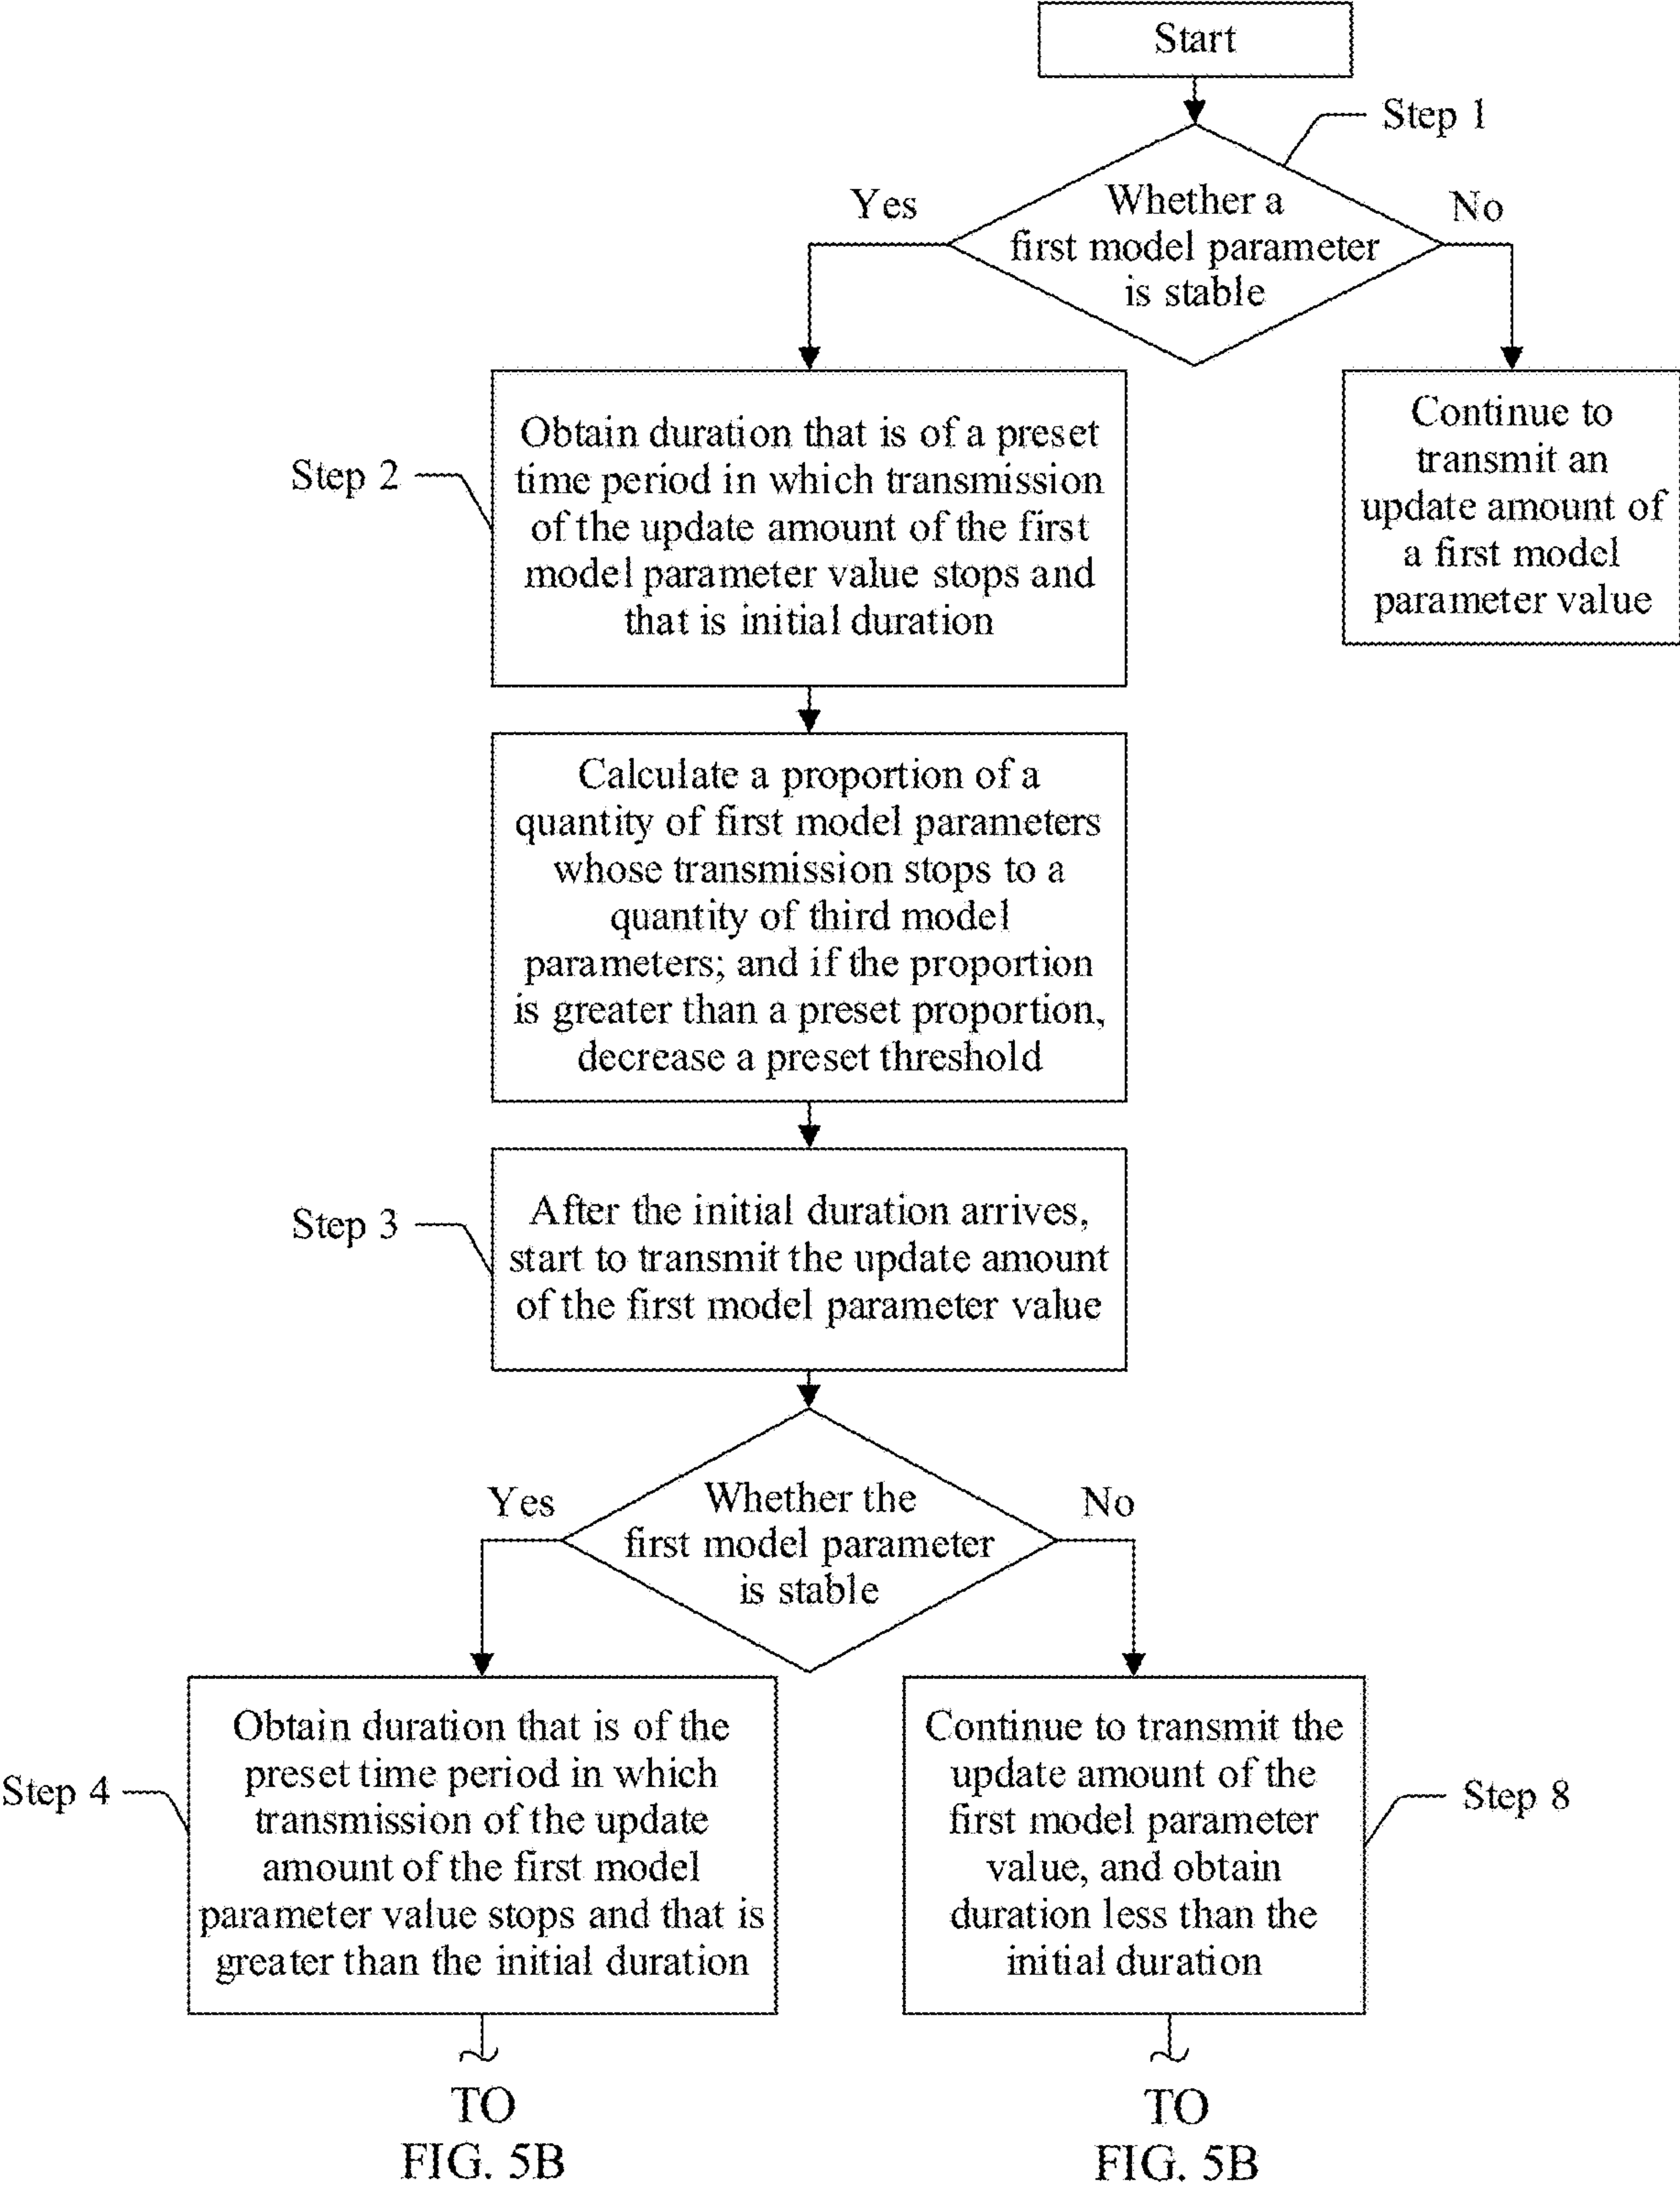 Start
Step 1
Yes
Whether a
first model parameter
is stable
No
Step 2
Obtain duration that is of a preset
time period in which transmission
of the update amount of the first
model parameter value stops and
that is initial duration
Continue to
transmit an
update amount of
a first model
parameter value
Calculate a proportion of a
quantity of first model parameters
whose transmission stops to a
quantity of third model
parameters; and if the proportion
is greater than a preset proportion,
decrease a preset threshold
Step 3
After the initial duration arrives,
start to transmit the update amount
of the first model parameter value
Yes
Whether the
first model parameter
is stable
No
Step 4
Obtain duration that is of the
preset time period in which
transmission of the update
amount of the first model
parameter value stops and that is
greater than the initial duration
Continue to transmit the
update amount of the
first model parameter
value, and obtain
duration less than the
initial duration
Step 8
TO
FIG. 5B
TO
FIG. 5B